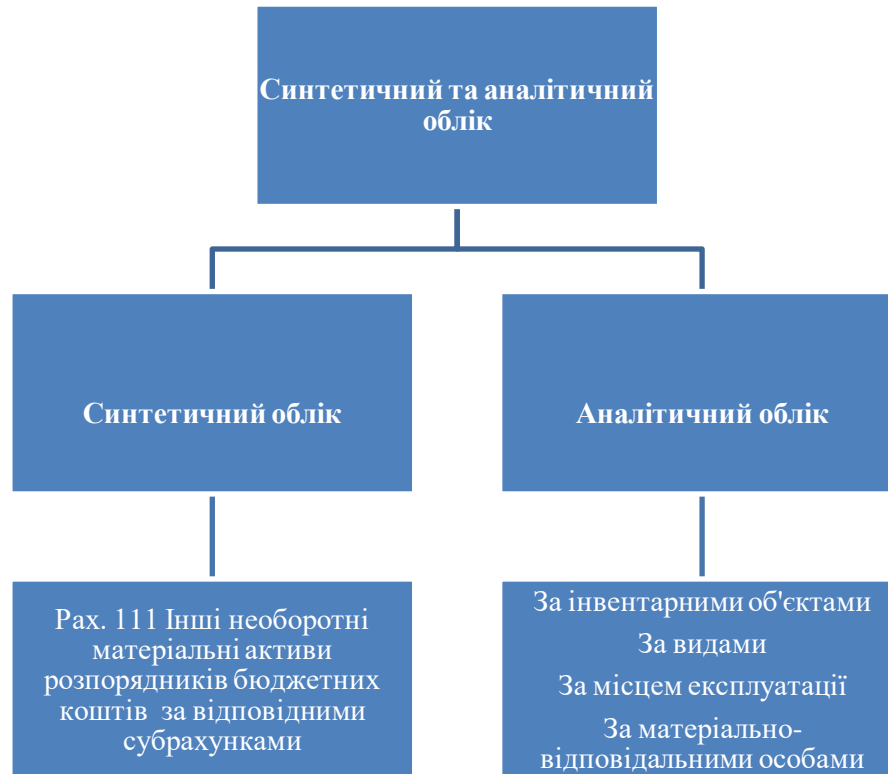 Синтетичний та аналітичний
облік
Синтетичний облік
Аналітичний облік
Рах. 111 Інші необоротні
матеріальні активи
розпорядників бюджетних
коштів за відповідними
субрахунками
За інвентарними об'єктами
За видами
За місцем експлуатації
За матеріально-
відповідальними особами